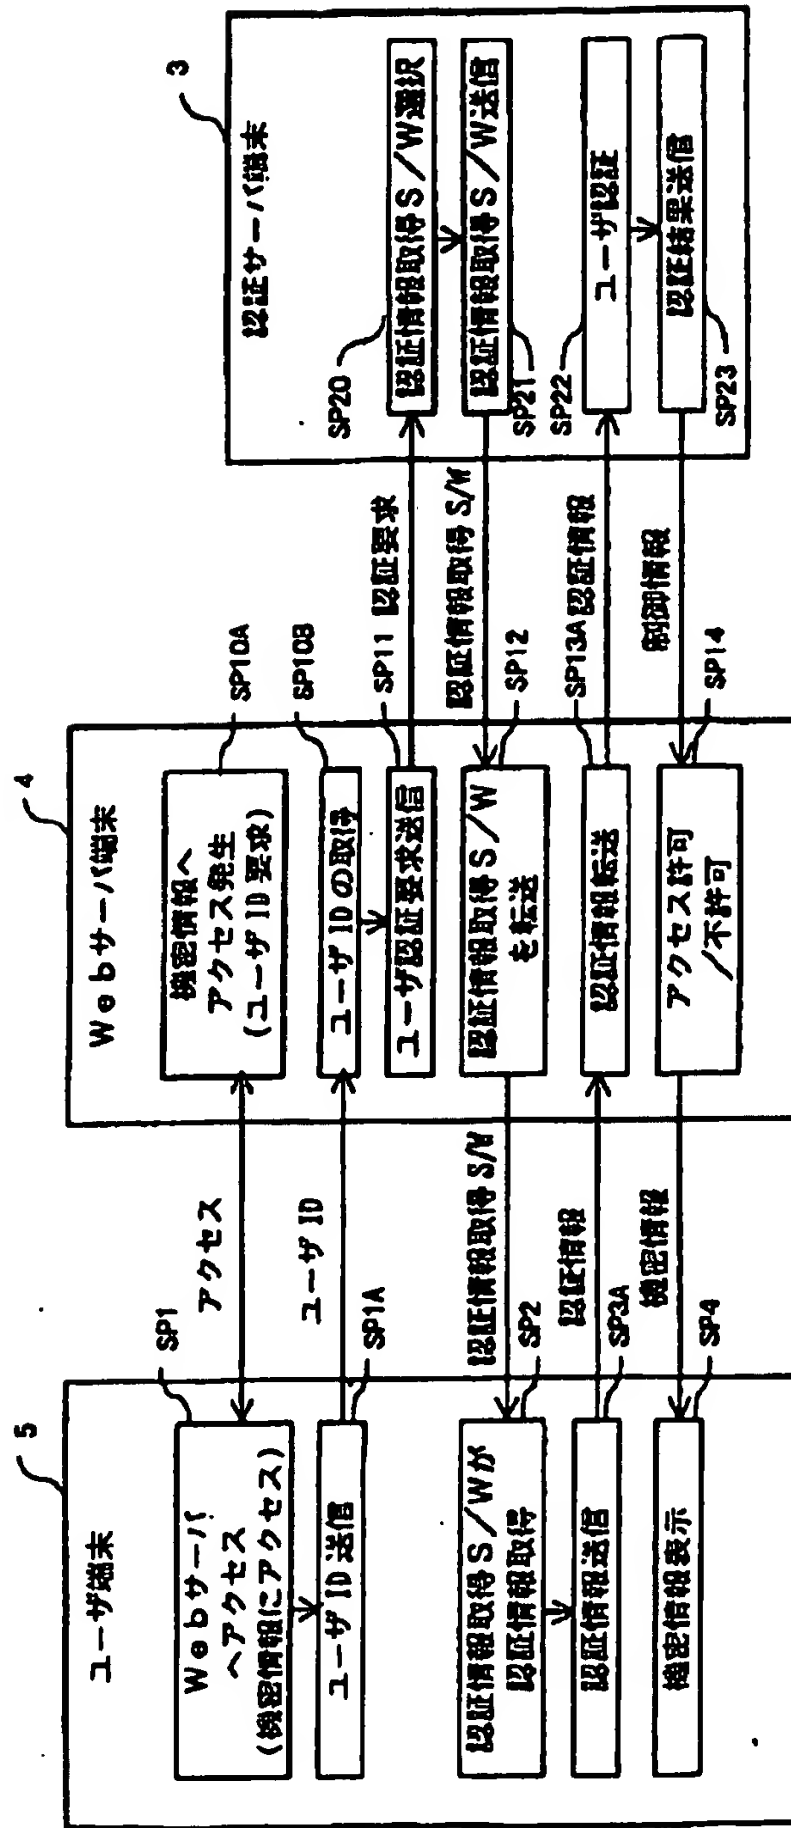 5
ユーザ端末
SP1
Webサーバ
へアクセス
(機密情報にアクセス)
ユーザID送信
SP1A
認証情報取得S/Wが
認証情報取得
SP2
認証情報送信
SP3A
機密情報表示
SP4
アクセス
ユーザID
認証情報取得S/W
認証情報
機密情報
4
Webサーバ端末
機密情報へ
アクセス発生
(ユーザID要求)
SP10A
ユーザIDの取得
SP10B
ユーザ認証要求送信
SP11
認証情報取得S/W
を転送
SP12
認証情報転送
SP13A
アクセス許可
/不許可
SP14
認証要求
認証情報取得S/W
認証情報
制御情報
3
認証サーバ端末
SP20
認証情報取得S/W選択
認証情報取得S/W送信
SP21
SP22
ユーザ認証
認証結果送信
SP23